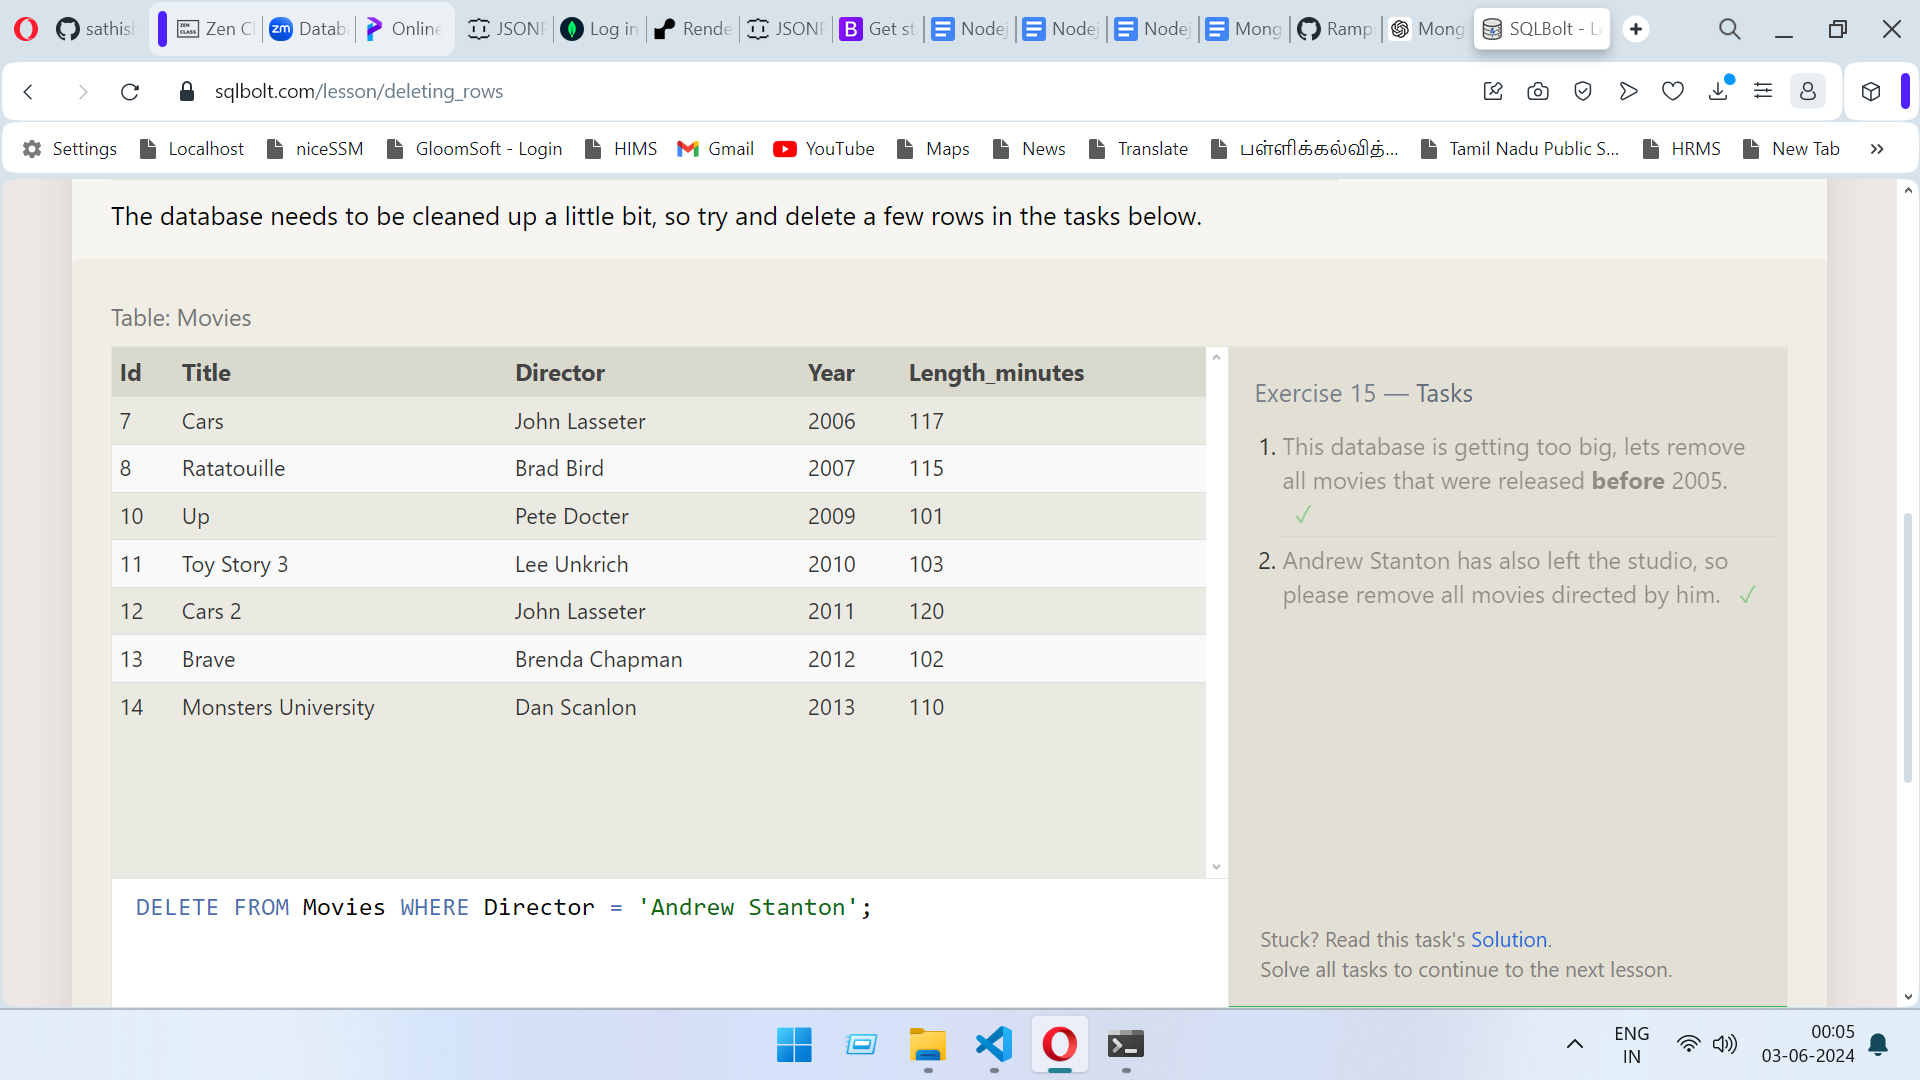 sathish
Zen Cl
Datab
Online
JSONF
Log in
Rende
JSONF
Get st
Nodej
Nodej
Nodej
Mong
Ramp
Mong
SQLBolt - Le
sqlbolt.com/lesson/deleting_rows
Settings
Localhost
niceSSM
GloomSoft - Login
HIMS
Gmail
YouTube
Maps
News
Translate
பள்ளிக்கல்வித்...
Tamil Nadu Public S...
HRMS
New Tab
The database needs to be cleaned up a little bit, so try and delete a few rows in the tasks below.
Table: Movies
Id Title Director Year Length_minutes
7 Cars John Lasseter 2006 117
8 Ratatouille Brad Bird 2007 115
10 Up Pete Docter 2009 101
11 Toy Story 3 Lee Unkrich 2010 103
12 Cars 2 John Lasseter 2011 120
13 Brave Brenda Chapman 2012 102
14 Monsters University Dan Scanlon 2013 110
DELETE FROM Movies WHERE Director = 'Andrew Stanton';
Exercise 15 — Tasks
1. This database is getting too big, lets remove
all movies that were released before 2005.
✓
2. Andrew Stanton has also left the studio, so
please remove all movies directed by him. ✓
Stuck? Read this task's Solution.
Solve all tasks to continue to the next lesson.
ENG
IN
00:05
03-06-2024